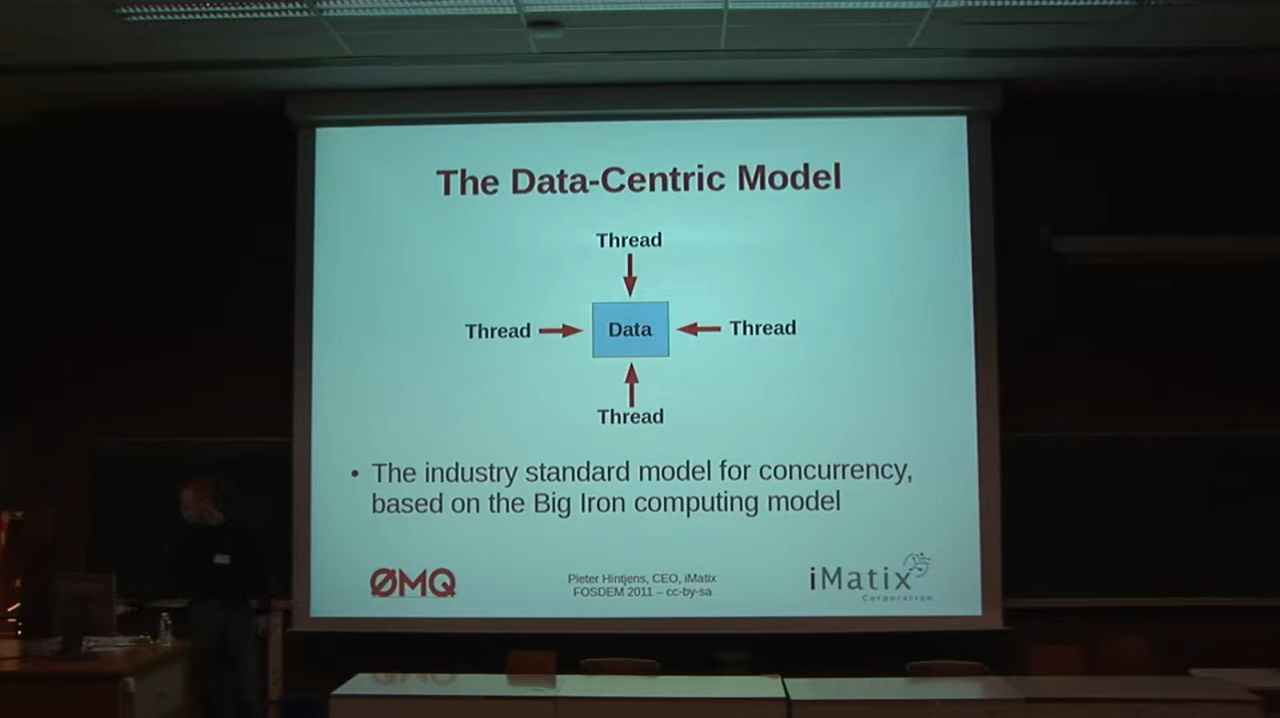 The Data-Centric Model
Thread
Thread
Data
Thread
Thread
• The industry standard model for concurrency,
based on the Big Iron computing model
ØMQ
Pieter Hintjens, CEO, iMatix
FOSDEM 2011 – cc-by-sa
iMatix
Corporation